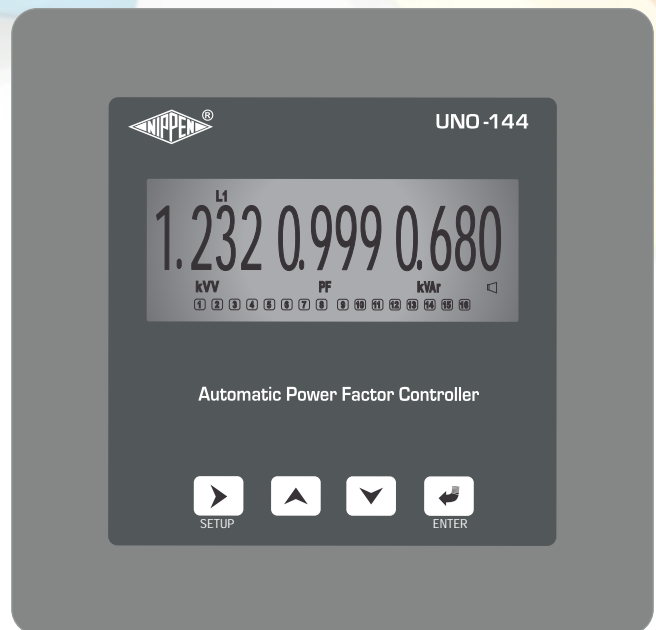 NIPPEN ®
UNO-144
L1
1.232 0.999 0.680
kVV PF kVAr
1 2 3 4 5 6 7 8 9 10 11 12 13 14 15 16
Automatic Power Factor Controller
SETUP ENTER